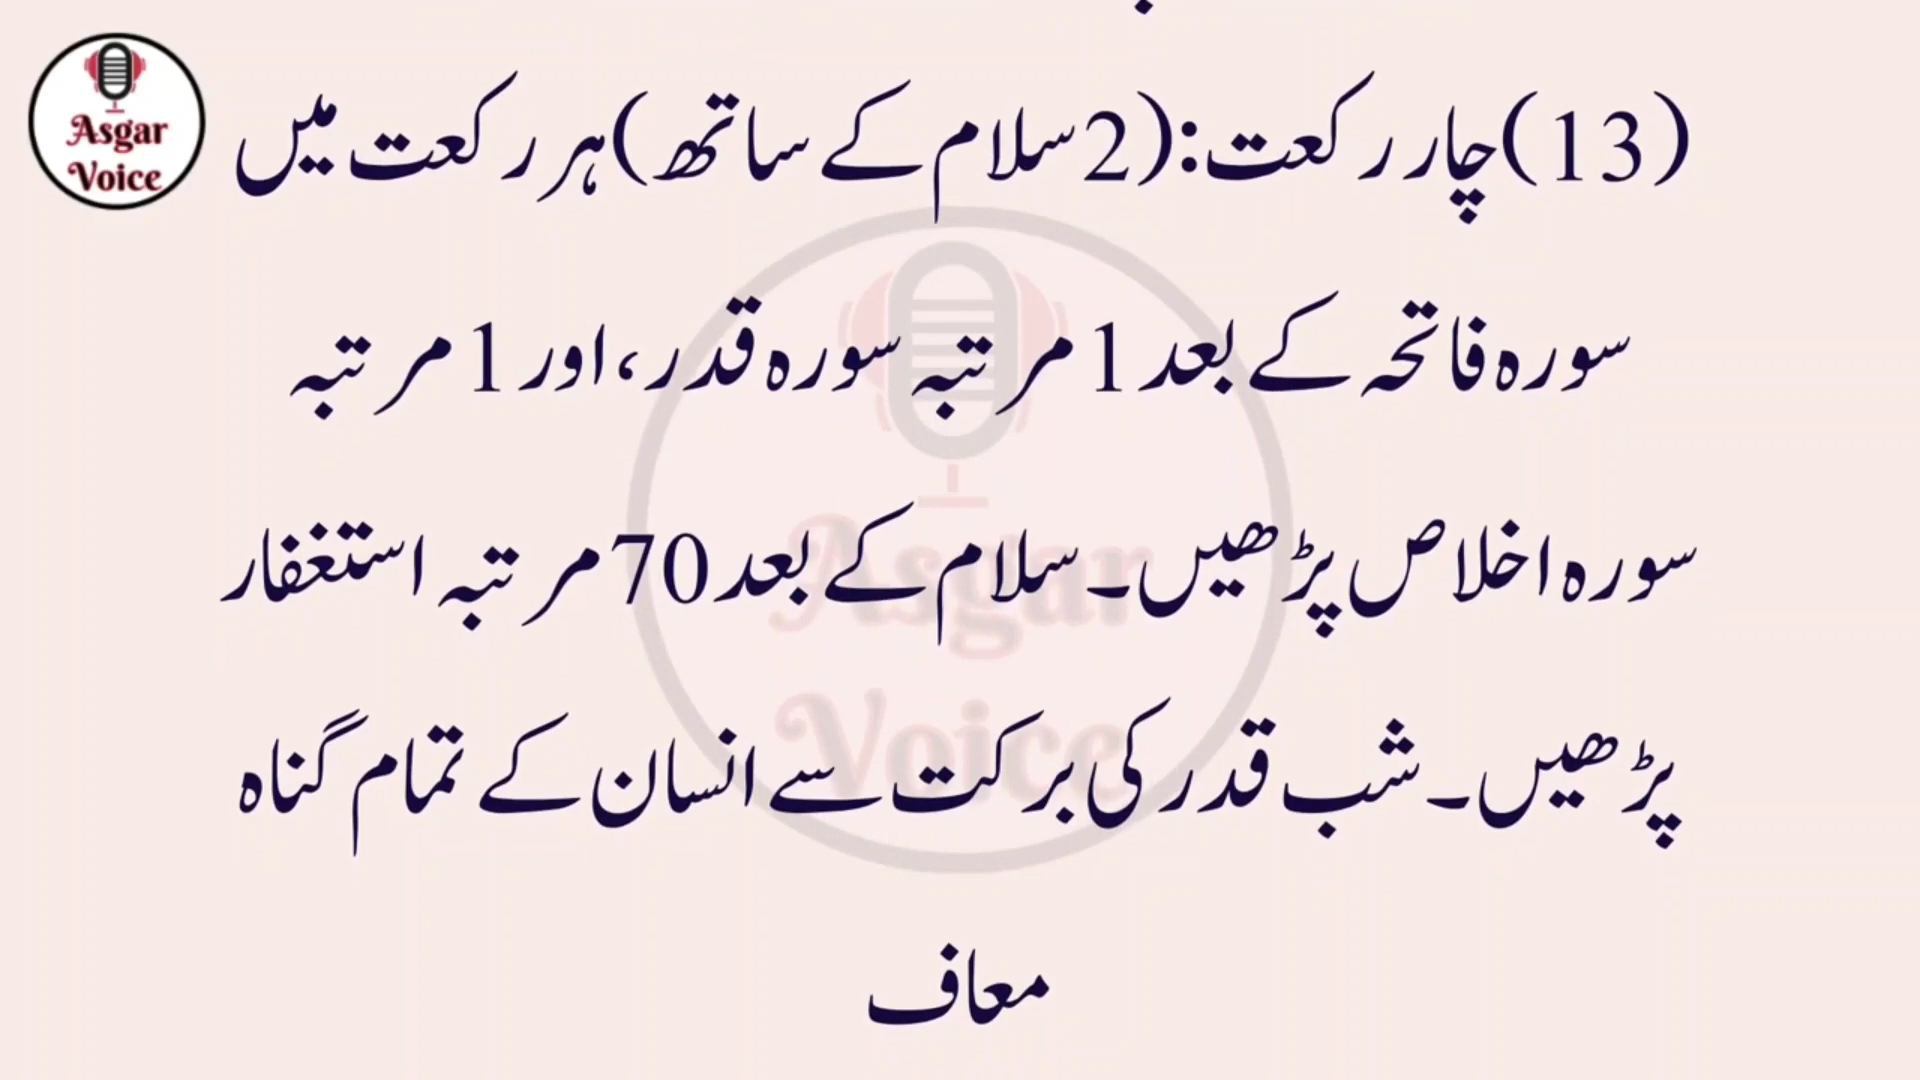 Asgar
Voice
(13) چار رکعت: (2 سلام کے ساتھ) ہر رکعت میں
سورہ فاتحہ کے بعد 1 مرتبہ سورہ قدر، اور 1 مرتبہ
سورہ اخلاص پڑھیں۔ سلام کے بعد 70 مرتبہ استغفار
پڑھیں۔ شب قدر کی برکت سے انسان کے تمام گناہ
معاف
Asgar
Voice